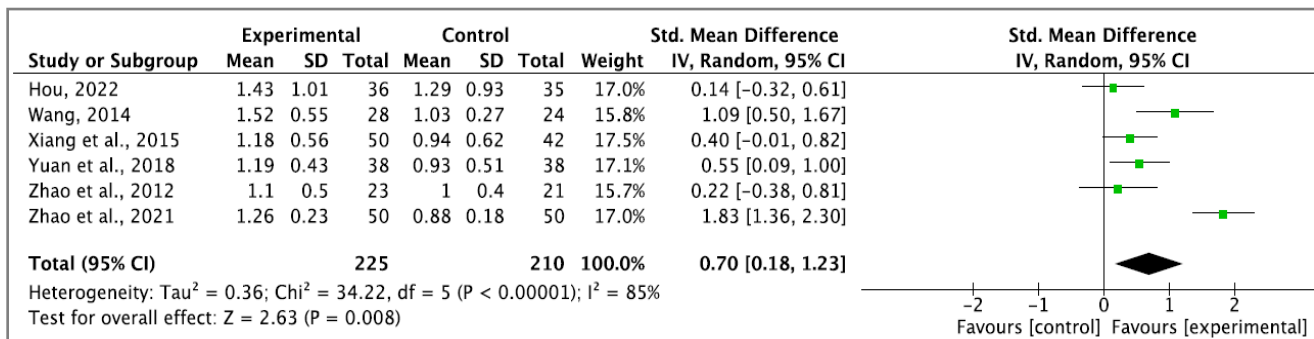 Experimental Control Std. Mean Difference Std. Mean Difference
Study or Subgroup Mean SD Total Mean SD Total Weight IV, Random, 95% CI IV, Random, 95% CI
Hou, 2022 1.43 1.01 36 1.29 0.93 35 17.0% 0.14 [−0.32, 0.61]
Wang, 2014 1.52 0.55 28 1.03 0.27 24 15.8% 1.09 [0.50, 1.67]
Xiang et al., 2015 1.18 0.56 50 0.94 0.62 42 17.5% 0.40 [−0.01, 0.82]
Yuan et al., 2018 1.19 0.43 38 0.93 0.51 38 17.1% 0.55 [0.09, 1.00]
Zhao et al., 2012 1.1 0.5 23 1 0.4 21 15.7% 0.22 [−0.38, 0.81]
Zhao et al., 2021 1.26 0.23 50 0.88 0.18 50 17.0% 1.83 [1.36, 2.30]
Total (95% CI) 225 210 100.0% 0.70 [0.18, 1.23]
Heterogeneity: Tau² = 0.36; Chi² = 34.22, df = 5 (P < 0.00001); I² = 85%
Test for overall effect: Z = 2.63 (P = 0.008)
−2 −1 0 1 2
Favours [control] Favours [experimental]